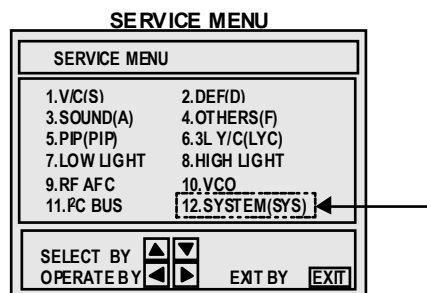 SERVICE MENU
SERVICE MENU
1.V/C(S) 2.DEF(D)
3.SOUND(A) 4.OTHERS(F)
5.PIP(PIP) 6.3L Y/C(LYC)
7.LOW LIGHT 8.HIGH LIGHT
9.RF AFC 10.VCO
11.I²C BUS 12.SYSTEM(SYS)
SELECT BY ▲ ▼
OPERATE BY ◀ ▶ EXIT BY EXIT